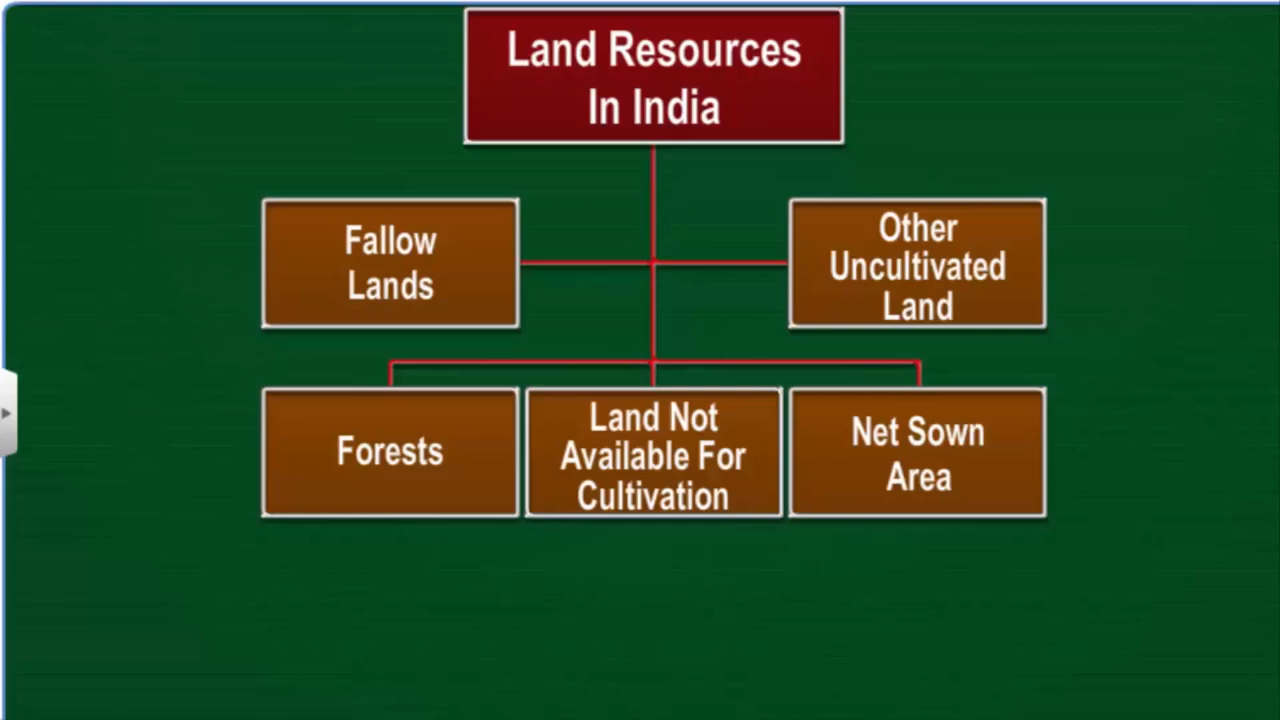 Land Resources
In India
Fallow
Lands
Other
Uncultivated
Land
Forests
Land Not
Available For
Cultivation
Net Sown
Area